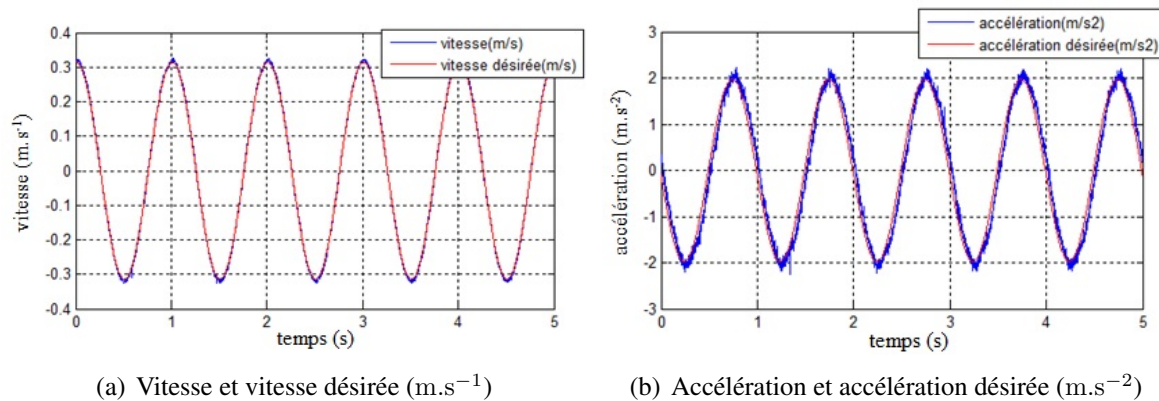 vitesse(m/s)
vitesse désirée(m/s)
0.4
0.3
0.2
0.1
0
-0.1
-0.2
-0.3
-0.4
vitesse (m.s⁻¹)
0 1 2 3 4 5
temps (s)
(a) Vitesse et vitesse désirée (m.s⁻¹)
accélération(m/s2)
accélération désirée(m/s2)
3
2
1
0
-1
-2
-3
accéleration (m.s⁻²)
0 1 2 3 4 5
temps (s)
(b) Accélération et accélération désirée (m.s⁻²)